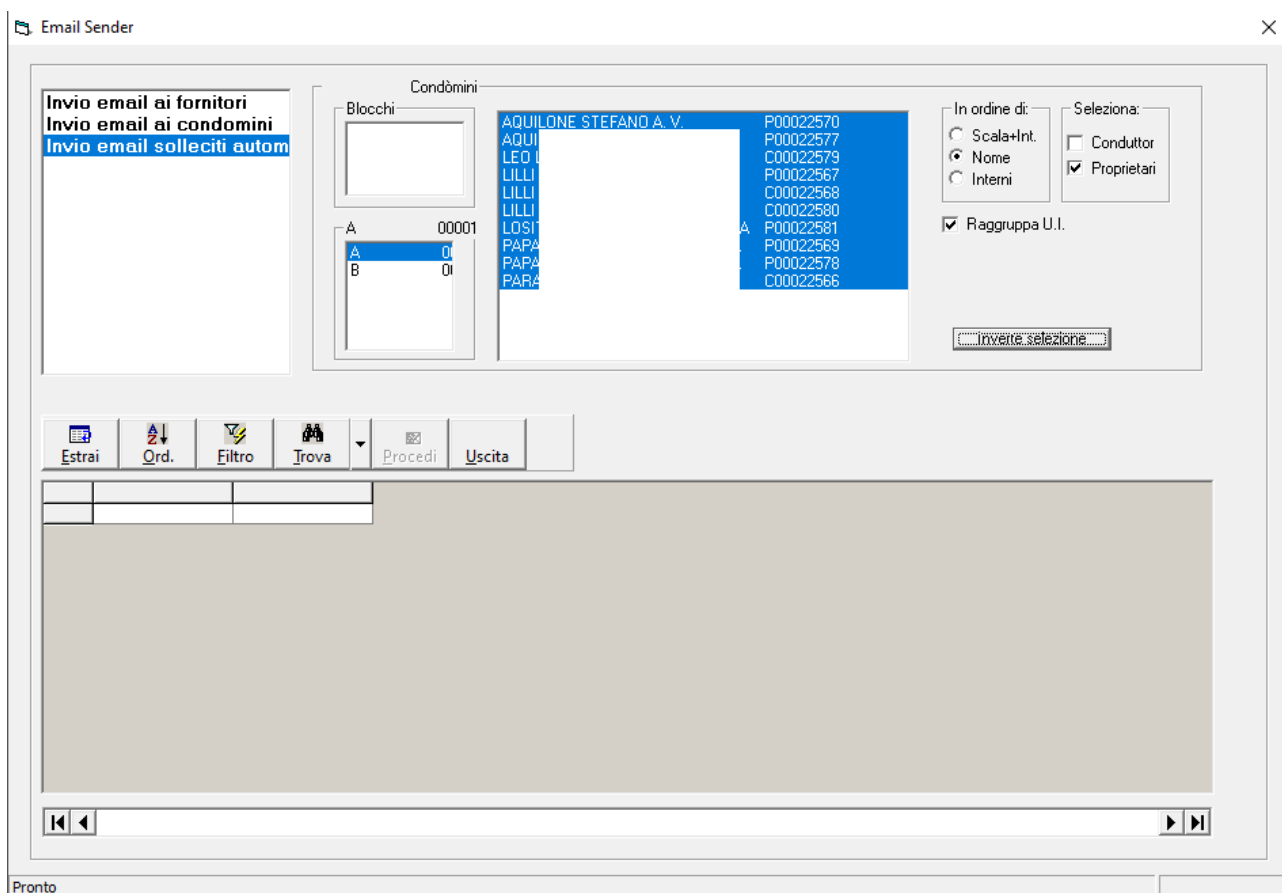 Email Sender
Invio email ai fornitori
Invio email ai condomini
Invio email solleciti autom
Condòmini
Blocchi
A 00001
A 00
B 00
AQUILONE STEFANO A. V. P00022570
AQUI P00022577
LEO L C00022579
LILLI P00022567
LILLI C00022568
LILLI C00022580
LOSIT A P00022581
PAPA P00022569
PAPA P00022578
PARA C00022566
In ordine di:
Scala+Int.
Nome
Interni
Seleziona:
Conduttor
Proprietari
Raggruppa U.I.
Inverte selezione
Estrai
Ord.
Filtro
Trova
Procedi
Uscita
Pronto